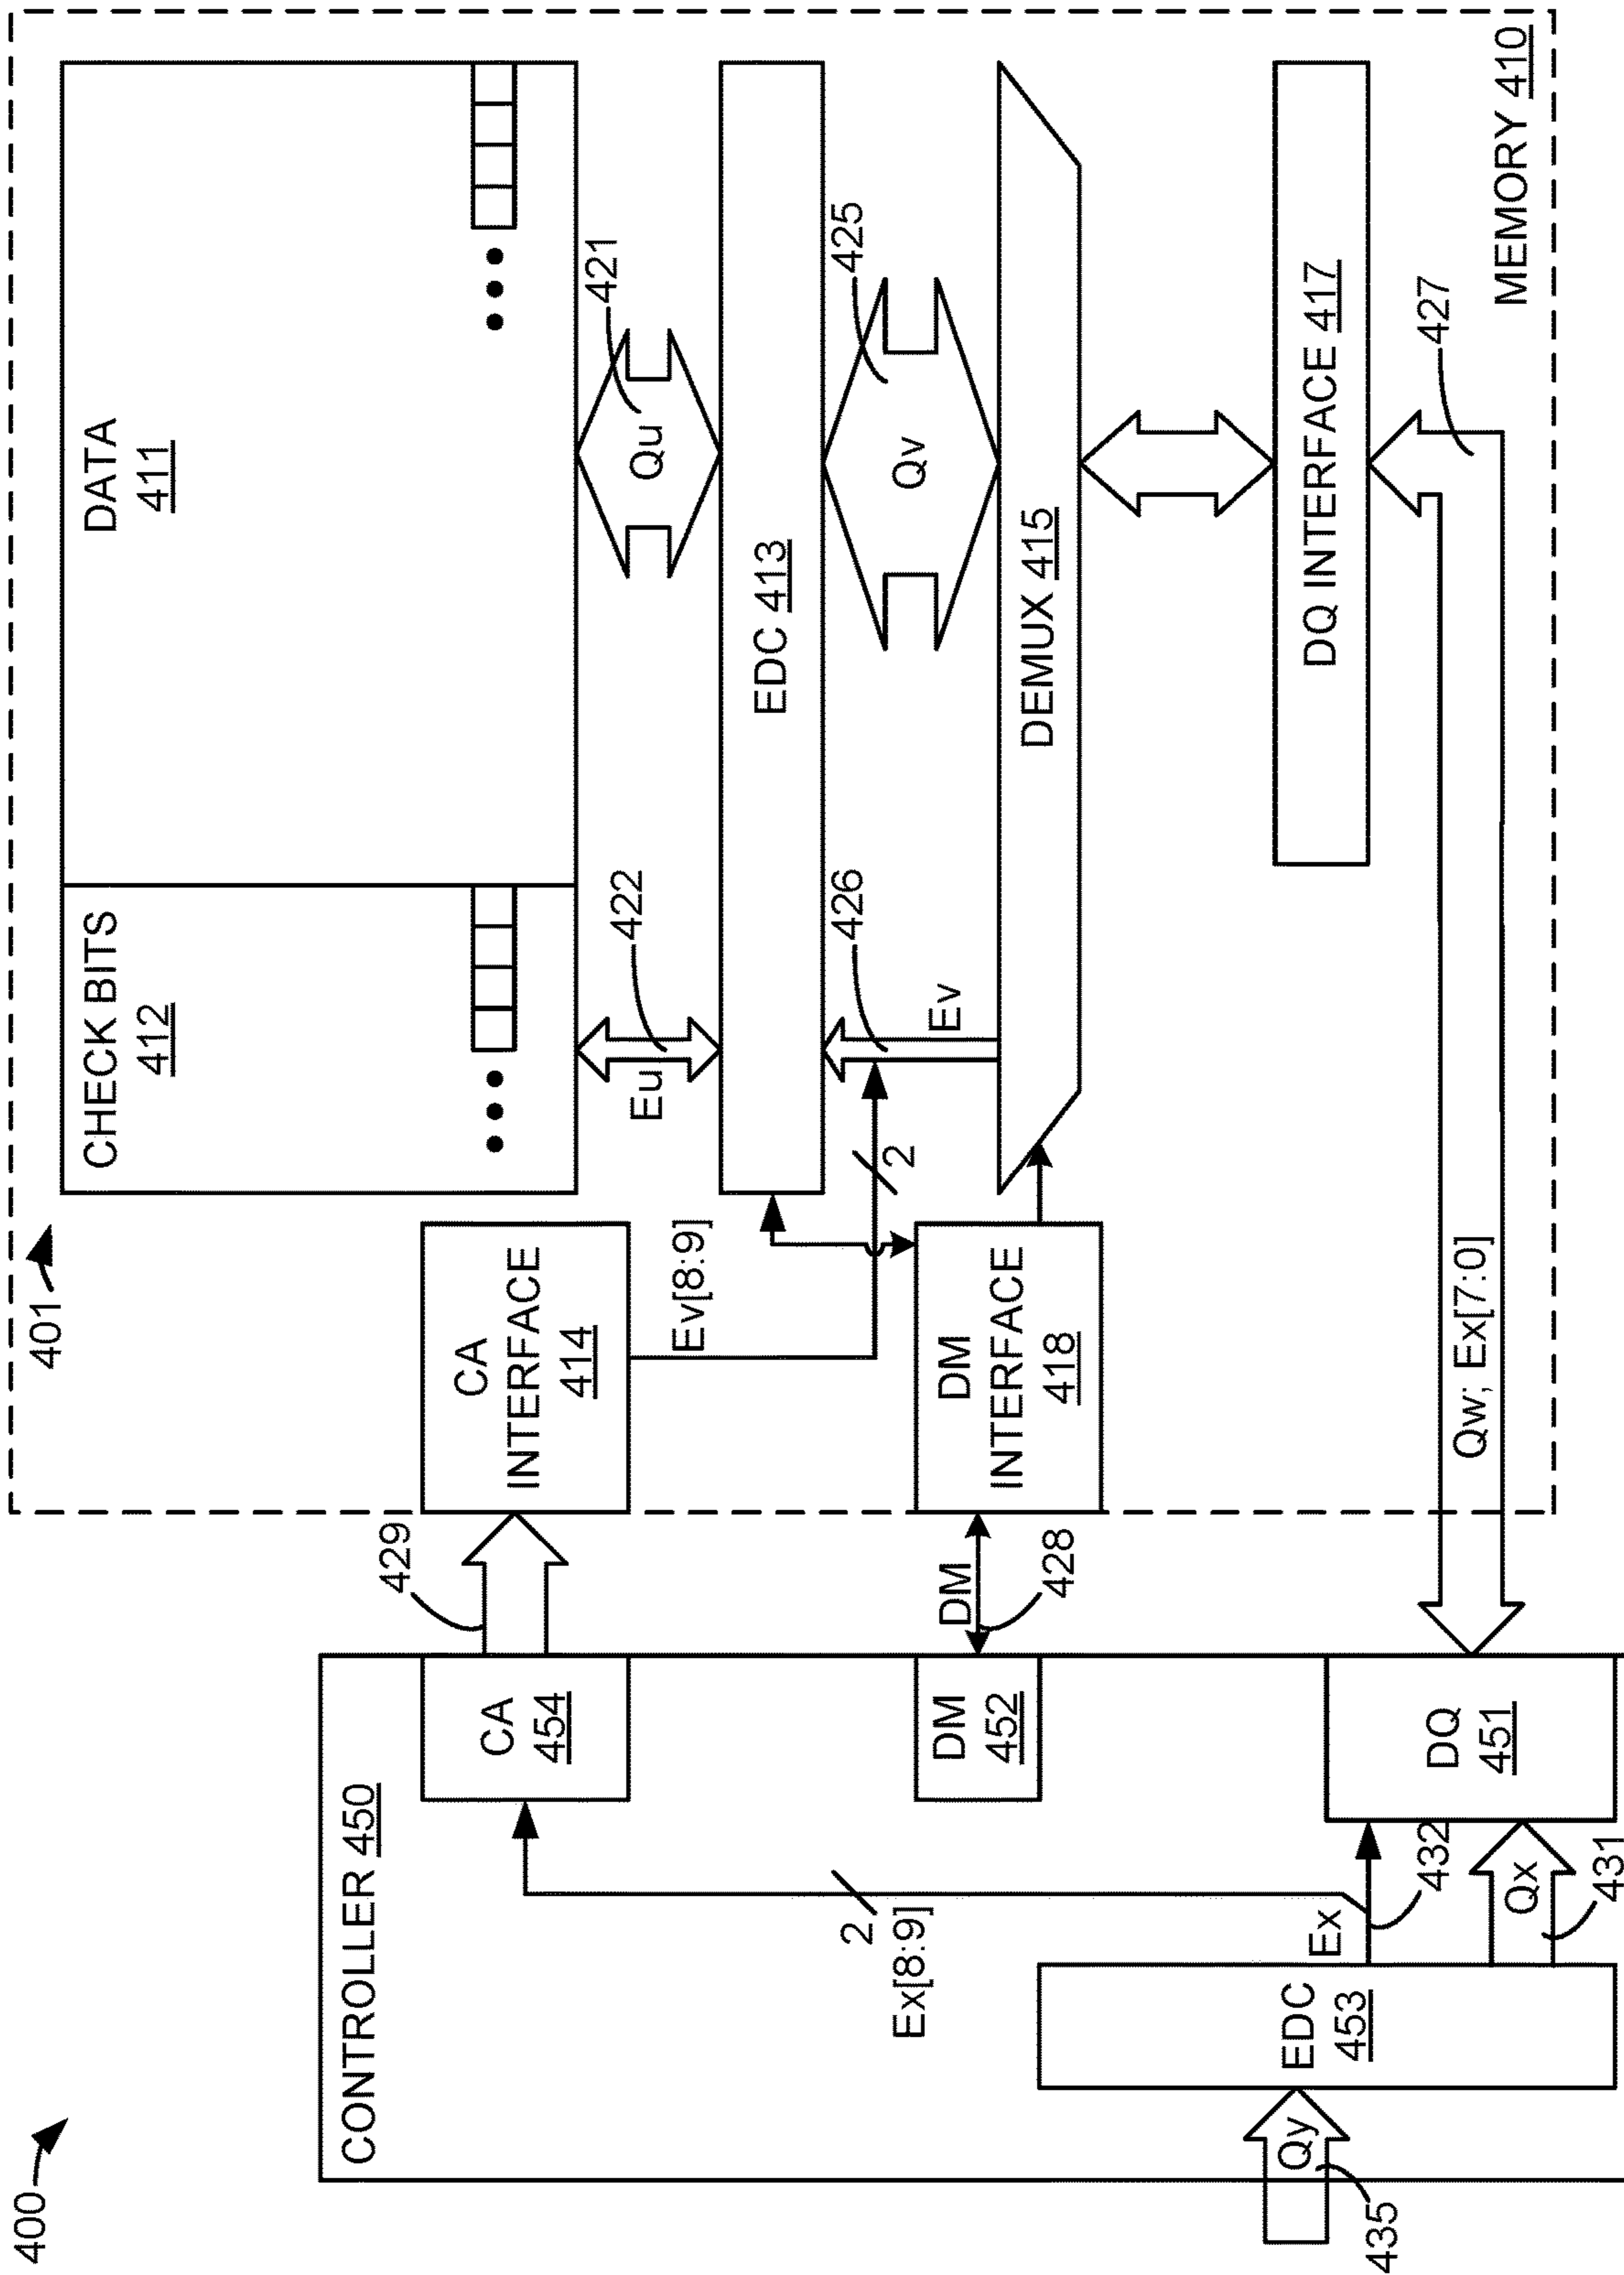 400
401
CHECK BITS
412
DATA
411
CONTROLLER 450
CA
454
429
CA
INTERFACE
414
Eu
422
Qu
421
EDC 413
2
Ex[8:9]
Ev[8:9]
2
Ev
426
Qv
425
DM
452
DM
428
DM
INTERFACE
418
DEMUX 415
Qy
435
EDC
453
Ex
432
Qx
431
DQ
451
Qw; Ex[7:0]
DQ INTERFACE 417
427
MEMORY 410